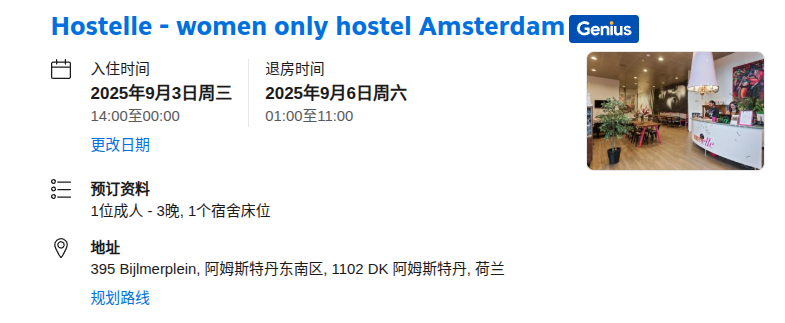 Hostelle - women only hostel Amsterdam Genius
入住时间
退房时间
2025年9月3日周三
2025年9月6日周六
14:00至00:00
01:00至11:00
更改日期
预订资料
1位成人 - 3晚, 1个宿舍床位
地址
395 Bijlmerplein, 阿姆斯特丹东南区, 1102 DK 阿姆斯特丹, 荷兰
规划路线